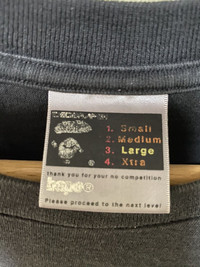 1. Small
2. Medium
3. Large
4. Xtra
thank you for your no competition
Please proceed to the next level